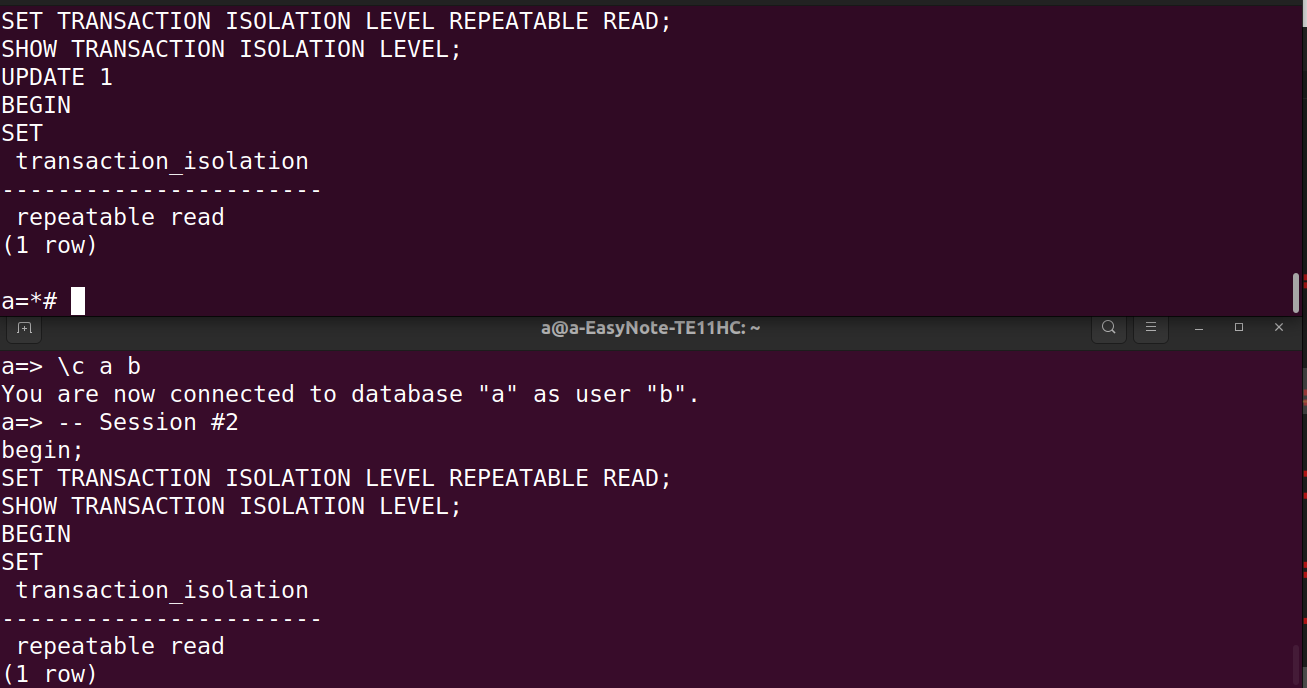 SET TRANSACTION ISOLATION LEVEL REPEATABLE READ;
SHOW TRANSACTION ISOLATION LEVEL;
UPDATE 1
BEGIN
SET
 transaction_isolation
-----------------------
 repeatable read
(1 row)

a=*#
a@a-EasyNote-TE11HC: ~
a=> \c a b
You are now connected to database "a" as user "b".
a=> -- Session #2
begin;
SET TRANSACTION ISOLATION LEVEL REPEATABLE READ;
SHOW TRANSACTION ISOLATION LEVEL;
BEGIN
SET
 transaction_isolation
-----------------------
 repeatable read
(1 row)